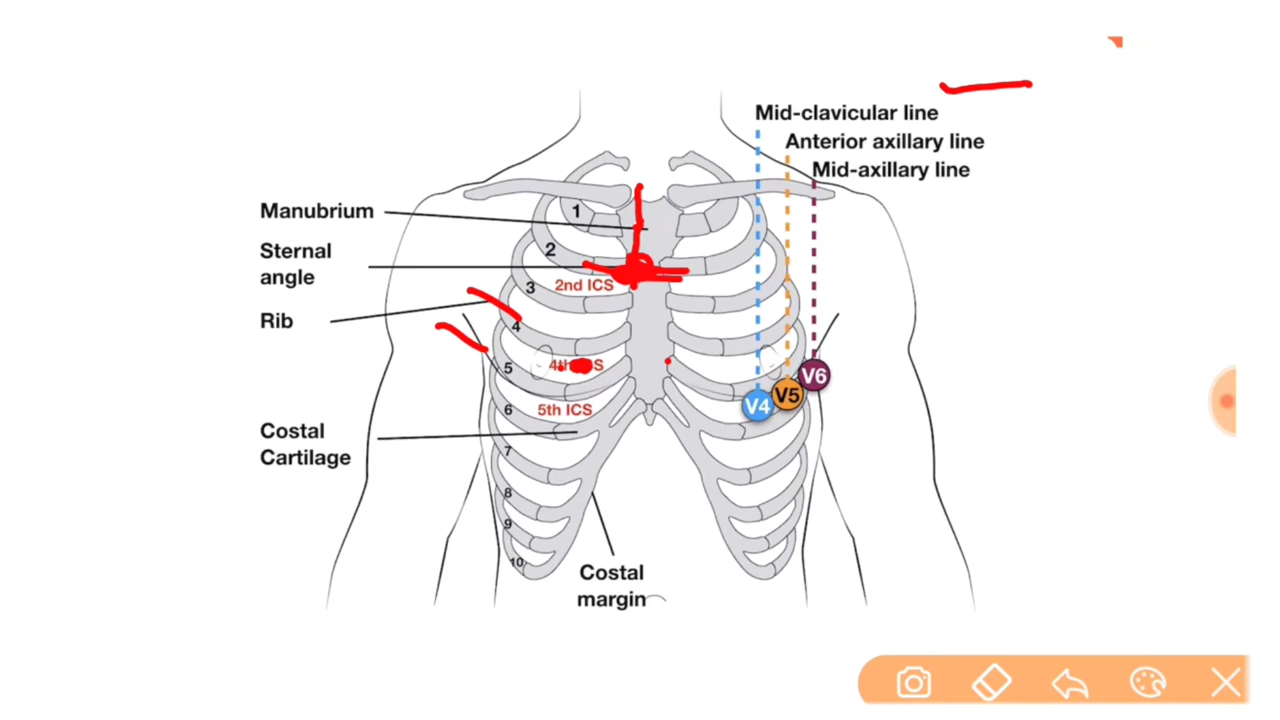 Mid-clavicular line
Anterior axillary line
Mid-axillary line
Manubrium
Sternal
angle
Rib
Costal
Cartilage
1
2
2nd ICS
3
4
5
6
5th ICS
7
8
9
10
V4
V5
V6
Costal
margin